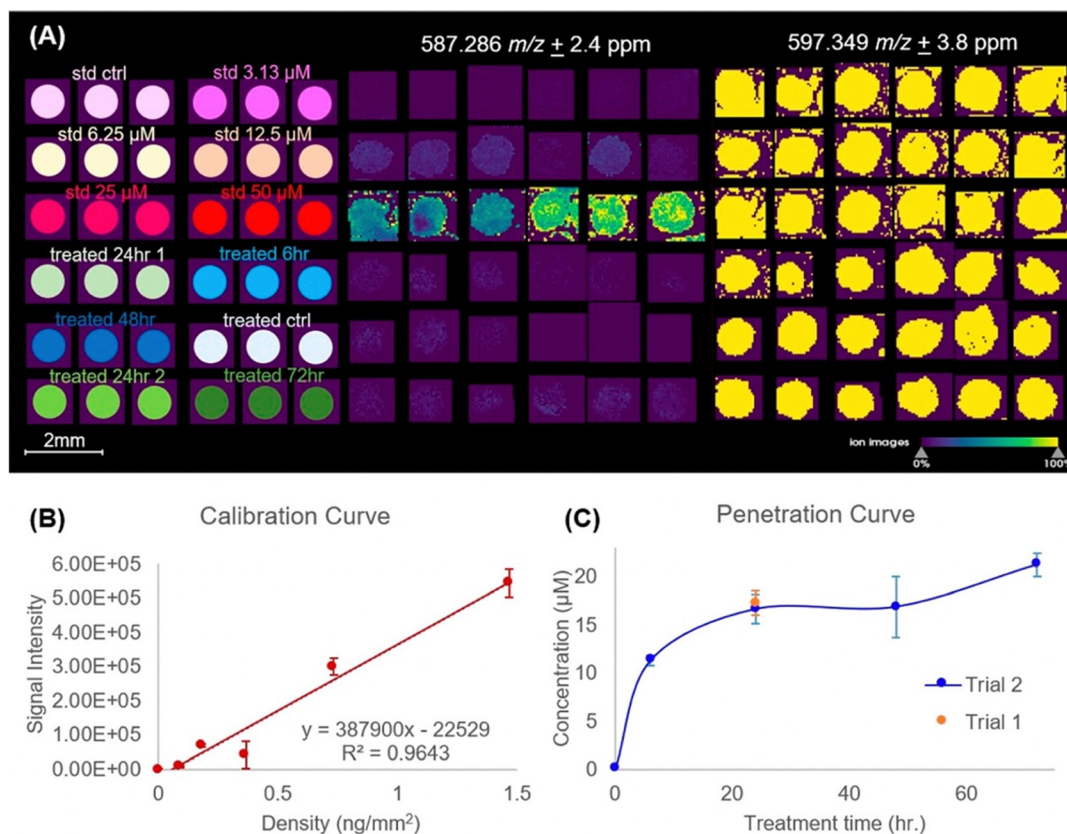 (A)
587.286 m/z ± 2.4 ppm
597.349 m/z ± 3.8 ppm
std ctrl
std 3.13 µM
std 6.25 µM
std 12.5 µM
std 25 µM
std 50 µM
treated 24hr 1
treated 6hr
treated 48hr
treated ctrl
treated 24hr 2
treated 72hr
2mm
ion images
0%
100%
(B)
Calibration Curve
6.00E+05
5.00E+05
4.00E+05
3.00E+05
2.00E+05
1.00E+05
0.00E+00
Signal Intensity
y = 387900x - 22529
R² = 0.9643
0
0.5
1
1.5
Density (ng/mm²)
(C)
Penetration Curve
20
15
10
5
0
Concentration (µM)
Trial 2
Trial 1
0
20
40
60
Treatment time (hr.)